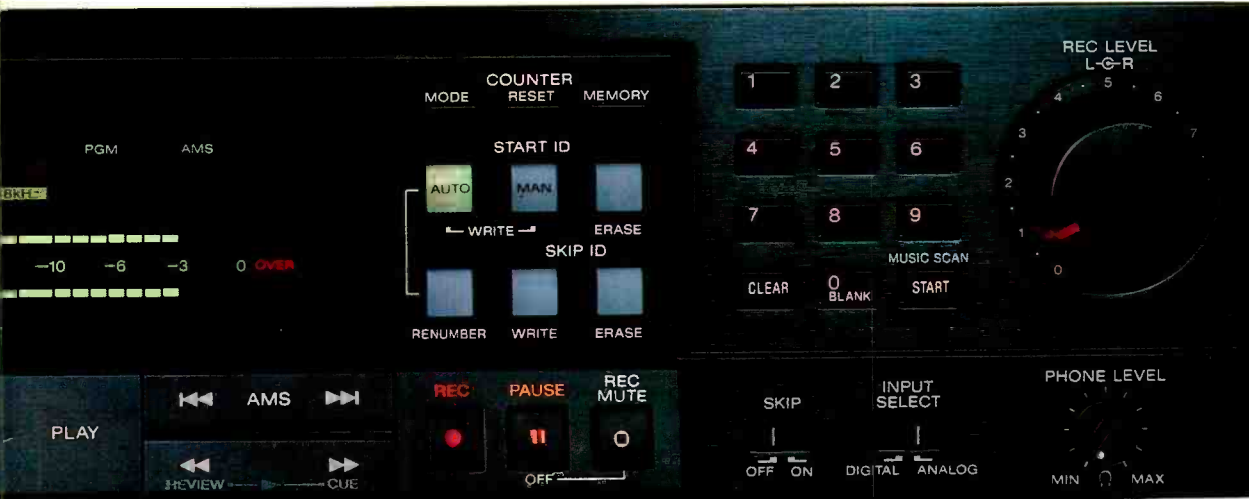 PGM AMS
-10 -6 -3 0 OVER
COUNTER
MODE RESET MEMORY
START ID
AUTO MAN
WRITE ERASE
SKIP ID
RENUMBER WRITE ERASE
1 2 3
4 5 6
7 8 9
MUSIC SCAN
CLEAR 0 START
BLANK
REC LEVEL
L R
0 1 2 3 4 5 6 7
PLAY
AMS
REVIEW CUE
REC PAUSE REC MUTE
OFF
SKIP
OFF ON
INPUT
SELECT
DIGITAL ANALOG
PHONE LEVEL
MIN MAX